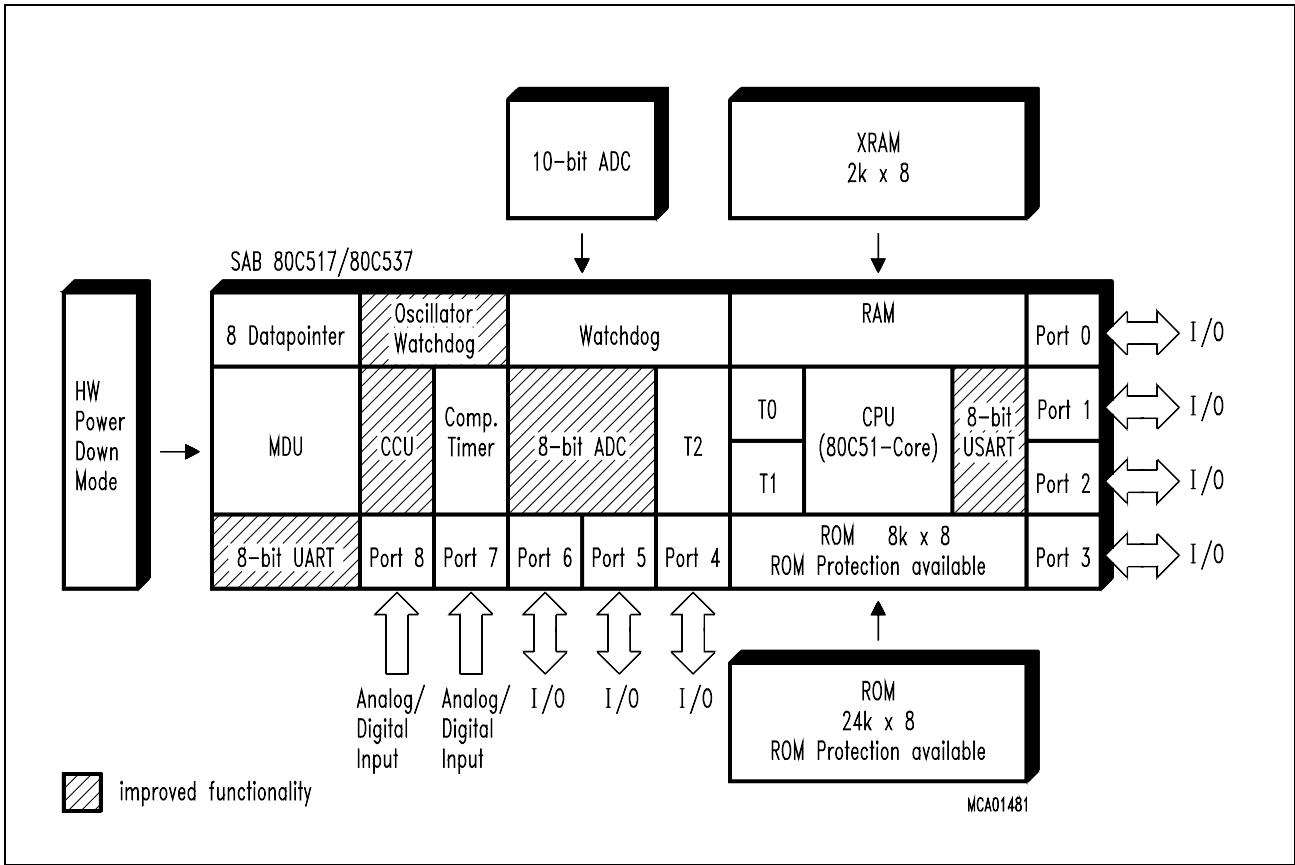 10-bit ADC
XRAM
2k x 8
SAB 80C517/80C537
HW
Power
Down
Mode
8 Datapointer
Oscillator
Watchdog
Watchdog
RAM
Port 0
I/O
MDU
CCU
Comp.
Timer
8-bit ADC
T2
T0
T1
CPU
(80C51-Core)
8-bit
USART
Port 1
I/O
Port 2
I/O
8-bit UART
Port 8
Port 7
Port 6
Port 5
Port 4
ROM 8k x 8
ROM Protection available
Port 3
I/O
Analog/
Digital
Input
Analog/
Digital
Input
I/O
I/O
I/O
ROM
24k x 8
ROM Protection available
improved functionality
MCA01481